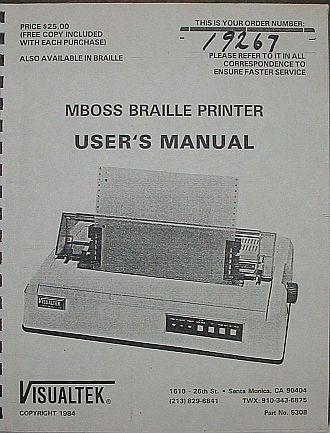 PRICE $25.00
(FREE COPY INCLUDED
WITH EACH PURCHASE)
ALSO AVAILABLE IN BRAILLE
THIS IS YOUR ORDER NUMBER:
19267
PLEASE REFER TO IT IN ALL
CORRESPONDENCE TO
ENSURE FASTER SERVICE
MBOSS BRAILLE PRINTER
USER'S MANUAL
VISUALTEK
VISUALTEK®
COPYRIGHT 1984
1610 - 26th St. • Santa Monica, CA 90404
(213) 829-6841 TWX: 910-343-6875
Part No. 5308